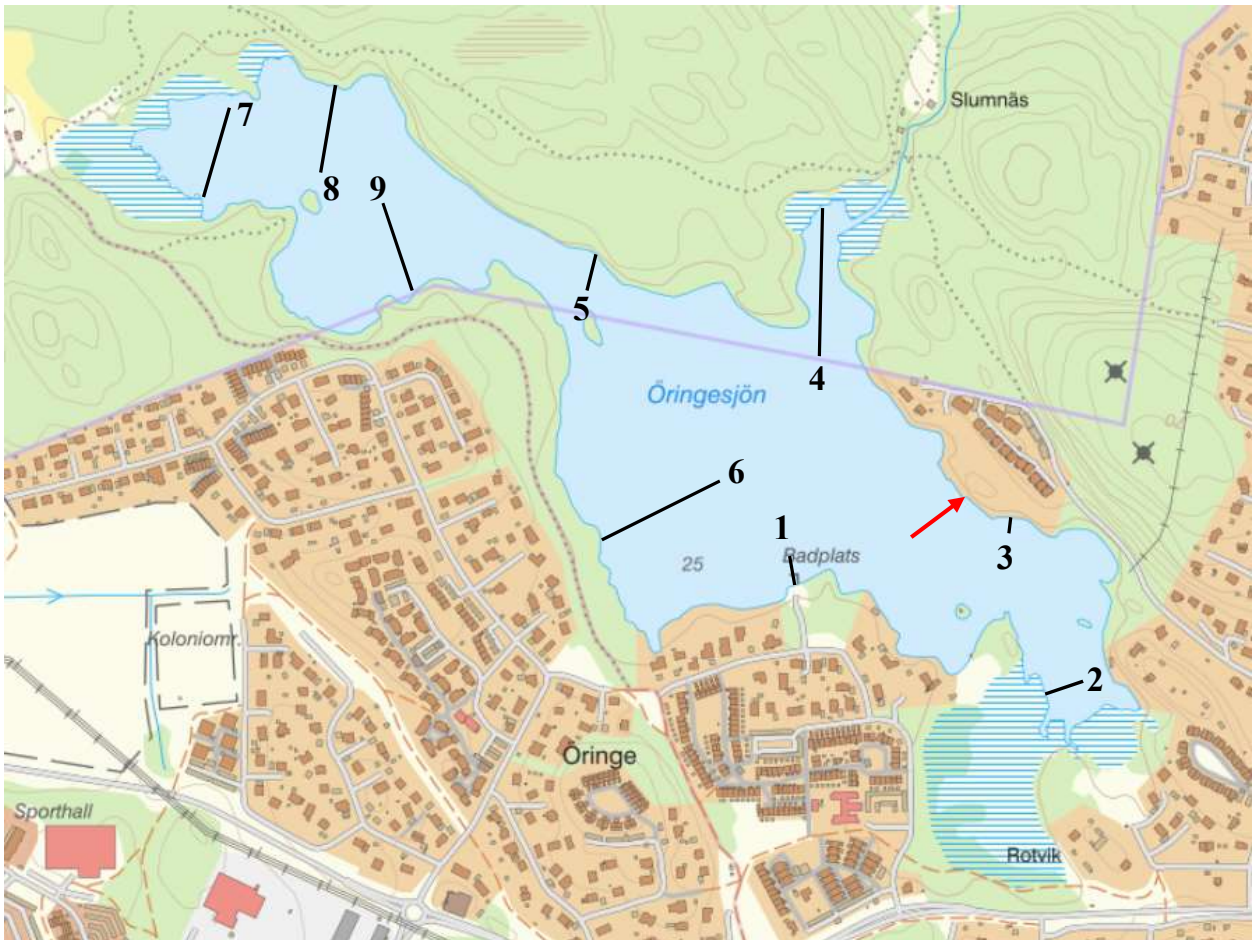 Slumnäs
7
8
9
5
4
Öringesjön
6
1
3
25
Badplats
Koloniomr.
2
Öringe
Sporthall
Rotvik